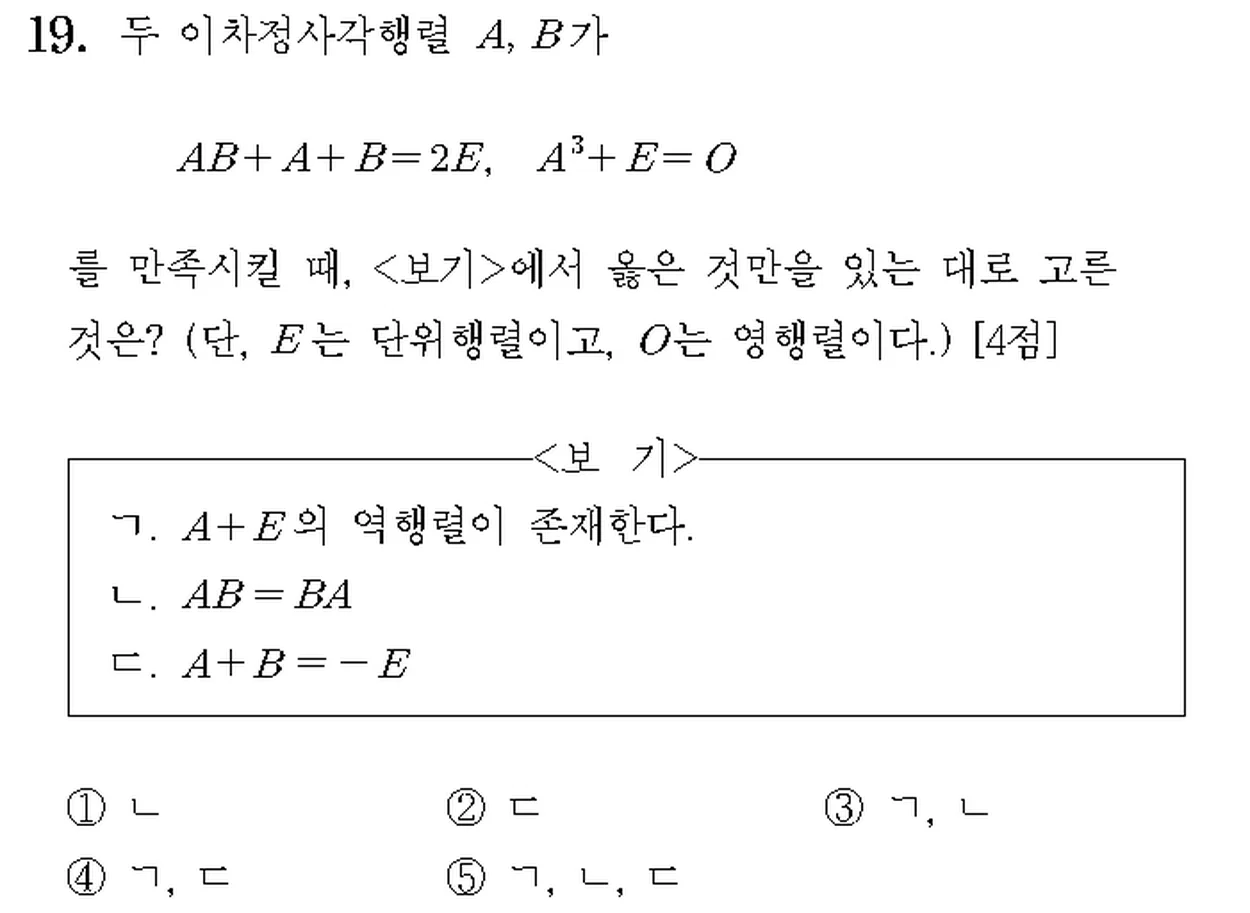 19. 두 이차정사각행렬 A, B가
AB+A+B=2E, A³+E=O
를 만족시킬 때, <보기>에서 옳은 것만을 있는 대로 고른
것은? (단, E는 단위행렬이고, O는 영행렬이다.) [4점]
<보 기>
ㄱ. A+E의 역행렬이 존재한다.
ㄴ. AB=BA
ㄷ. A+B=-E
① ㄴ ② ㄷ ③ ㄱ, ㄴ
④ ㄱ, ㄷ ⑤ ㄱ, ㄴ, ㄷ